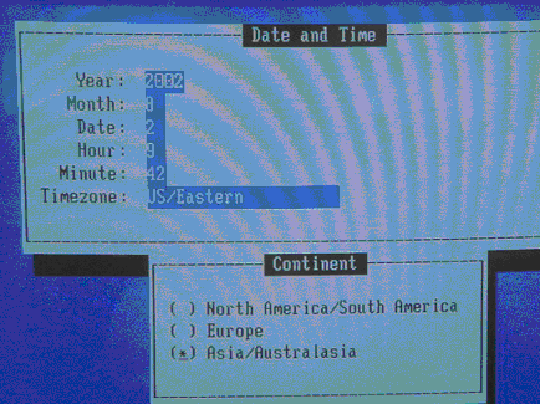 Date and Time
Year: 2002
Month: 8
Date: 2
Hour: 9
Minute: 42
Timezone: US/Eastern
Continent
( ) North America/South America
( ) Europe
(*) Asia/Australasia